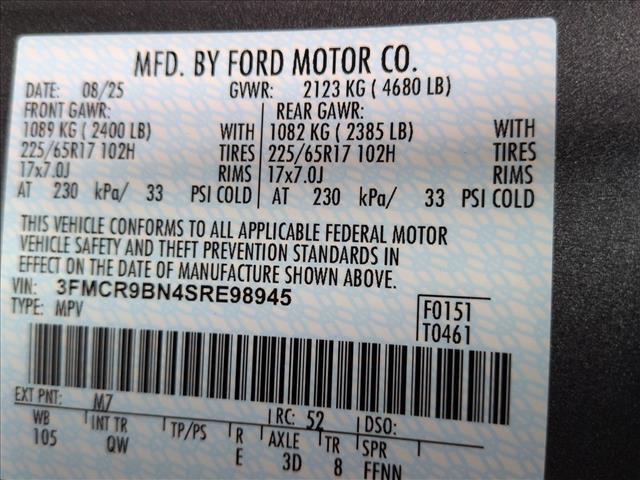 MFD. BY FORD MOTOR CO.
DATE: 08/25 GVWR: 2123 KG ( 4680 LB)
FRONT GAWR: REAR GAWR:
1089 KG ( 2400 LB) WITH 1082 KG ( 2385 LB) WITH
225/65R17 102H TIRES 225/65R17 102H TIRES
17x7.0J RIMS 17x7.0J RIMS
AT 230 kPa/ 33 PSI COLD AT 230 kPa/ 33 PSI COLD
THIS VEHICLE CONFORMS TO ALL APPLICABLE FEDERAL MOTOR
VEHICLE SAFETY AND THEFT PREVENTION STANDARDS IN
EFFECT ON THE DATE OF MANUFACTURE SHOWN ABOVE.
VIN: 3FMCR9BN4SRE98945 F0151
TYPE: MPV T0461
EXT PNT: M7 RC: 52 DSO:
WB INT TR TP/PS R AXLE TR SPR
105 QW E 3D 8 FFNN